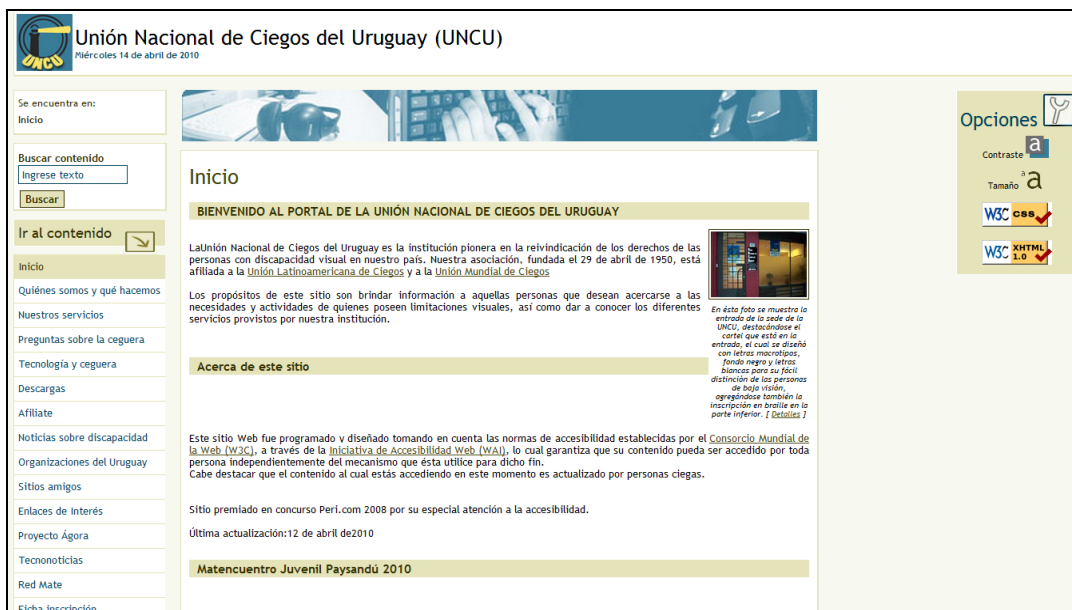 UNCU
Unión Nacional de Ciegos del Uruguay (UNCU)
Miércoles 14 de abril de 2010
Se encuentra en:
Inicio
Buscar contenido
Ingrese texto
Buscar
Ir al contenido
Inicio
Quiénes somos y qué hacemos
Nuestros servicios
Preguntas sobre la ceguera
Tecnología y ceguera
Descargas
Afiliate
Noticias sobre discapacidad
Organizaciones del Uruguay
Sitios amigos
Enlaces de Interés
Proyecto Ágora
Tecnonoticias
Red Mate
Ficha inscripción
Inicio
BIENVENIDO AL PORTAL DE LA UNIÓN NACIONAL DE CIEGOS DEL URUGUAY
LaUnión Nacional de Ciegos del Uruguay es la institución pionera en la reivindicación de los derechos de las
personas con discapacidad visual en nuestro país. Nuestra asociación, fundada el 29 de abril de 1950, está
afiliada a la Unión Latinoamericana de Ciegos y a la Unión Mundial de Ciegos
Los propósitos de este sitio son brindar información a aquellas personas que desean acercarse a las
necesidades y actividades de quienes poseen limitaciones visuales, así como dar a conocer los diferentes
servicios provistos por nuestra institución.
En ésta foto se muestra la
entrada de la sede de la
UNCU, destacándose el
cartel que está en la
entrada, el cual se diseñó
con letras macrotipos,
fondo negro y letras
blancas para su fácil
distinción de las personas
de baja visión,
agregándose también la
inscripción en braille en la
parte inferior. [ Detalles ]
Acerca de este sitio
Este sitio Web fue programado y diseñado tomando en cuenta las normas de accesibilidad establecidas por el Consorcio Mundial de
la Web (W3C), a través de la Iniciativa de Accesibilidad Web (WAI), lo cual garantiza que su contenido pueda ser accedido por toda
persona independientemente del mecanismo que ésta utilice para dicho fin.
Cabe destacar que el contenido al cual estás accediendo en este momento es actualizado por personas ciegas.
Sitio premiado en concurso Peri.com 2008 por su especial atención a la accesibilidad.
Última actualización:12 de abril de2010
Matencuentro Juvenil Paysandú 2010
Opciones
Contraste a
Tamaño a a
W3C css
W3C XHTML 1.0